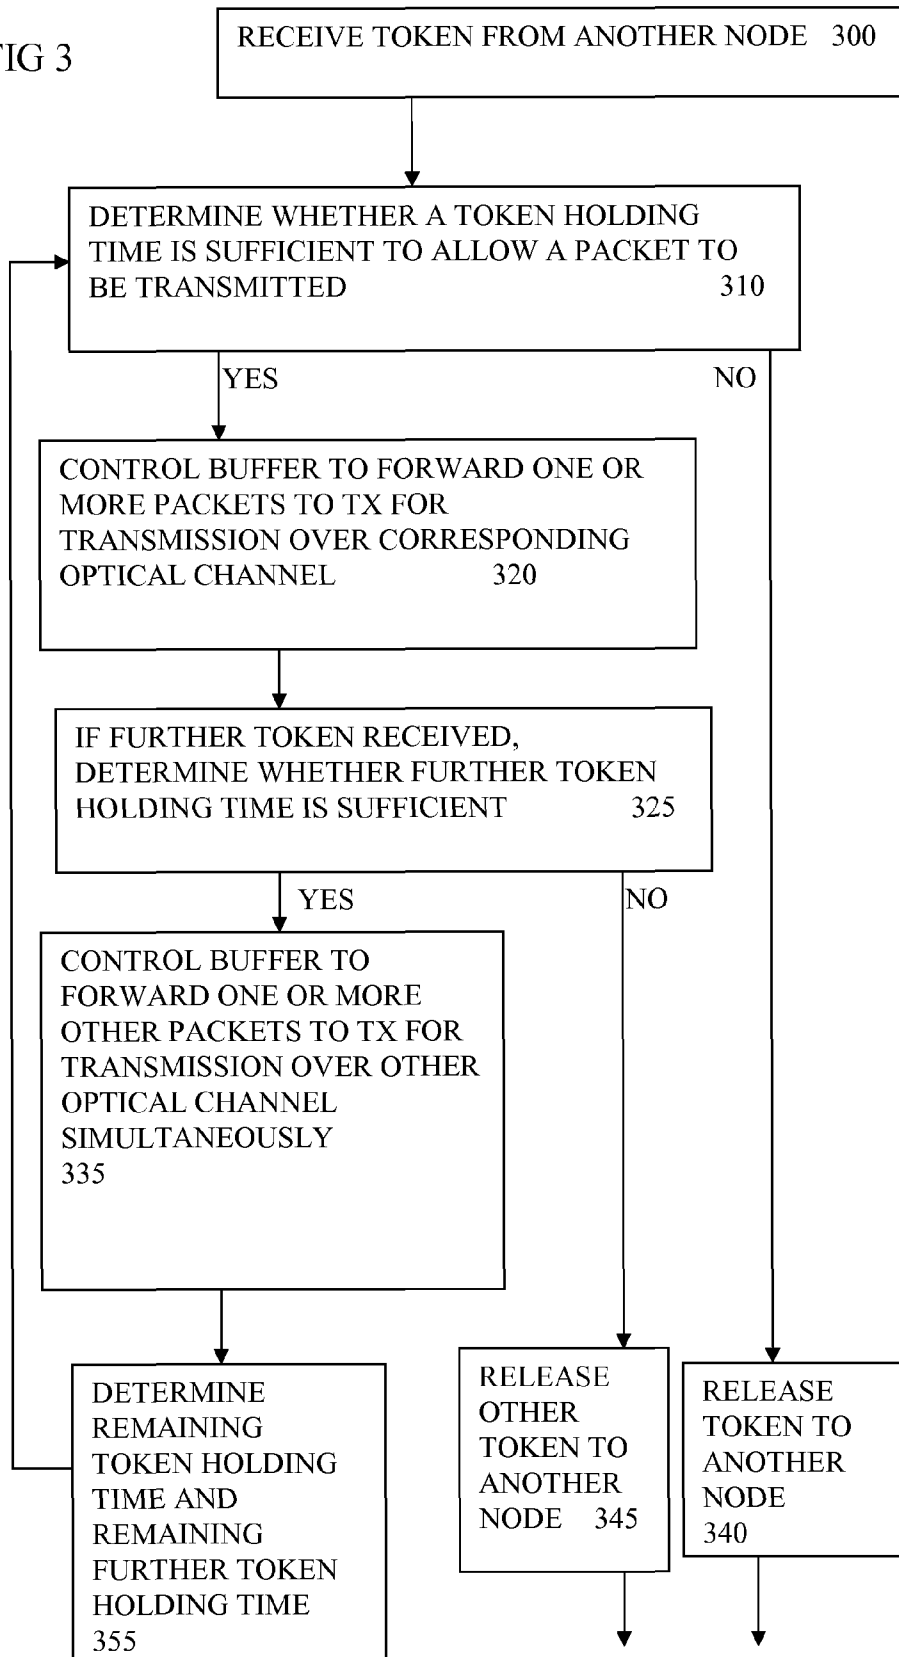 FIG 3
RECEIVE TOKEN FROM ANOTHER NODE 300
DETERMINE WHETHER A TOKEN HOLDING
TIME IS SUFFICIENT TO ALLOW A PACKET TO
BE TRANSMITTED 310
YES
NO
CONTROL BUFFER TO FORWARD ONE OR
MORE PACKETS TO TX FOR
TRANSMISSION OVER CORRESPONDING
OPTICAL CHANNEL 320
IF FURTHER TOKEN RECEIVED,
DETERMINE WHETHER FURTHER TOKEN
HOLDING TIME IS SUFFICIENT 325
YES
NO
CONTROL BUFFER TO
FORWARD ONE OR MORE
OTHER PACKETS TO TX FOR
TRANSMISSION OVER OTHER
OPTICAL CHANNEL
SIMULTANEOUSLY
335
DETERMINE
REMAINING
TOKEN HOLDING
TIME AND
REMAINING
FURTHER TOKEN
HOLDING TIME
355
RELEASE
OTHER
TOKEN TO
ANOTHER
NODE 345
RELEASE
TOKEN TO
ANOTHER
NODE
340